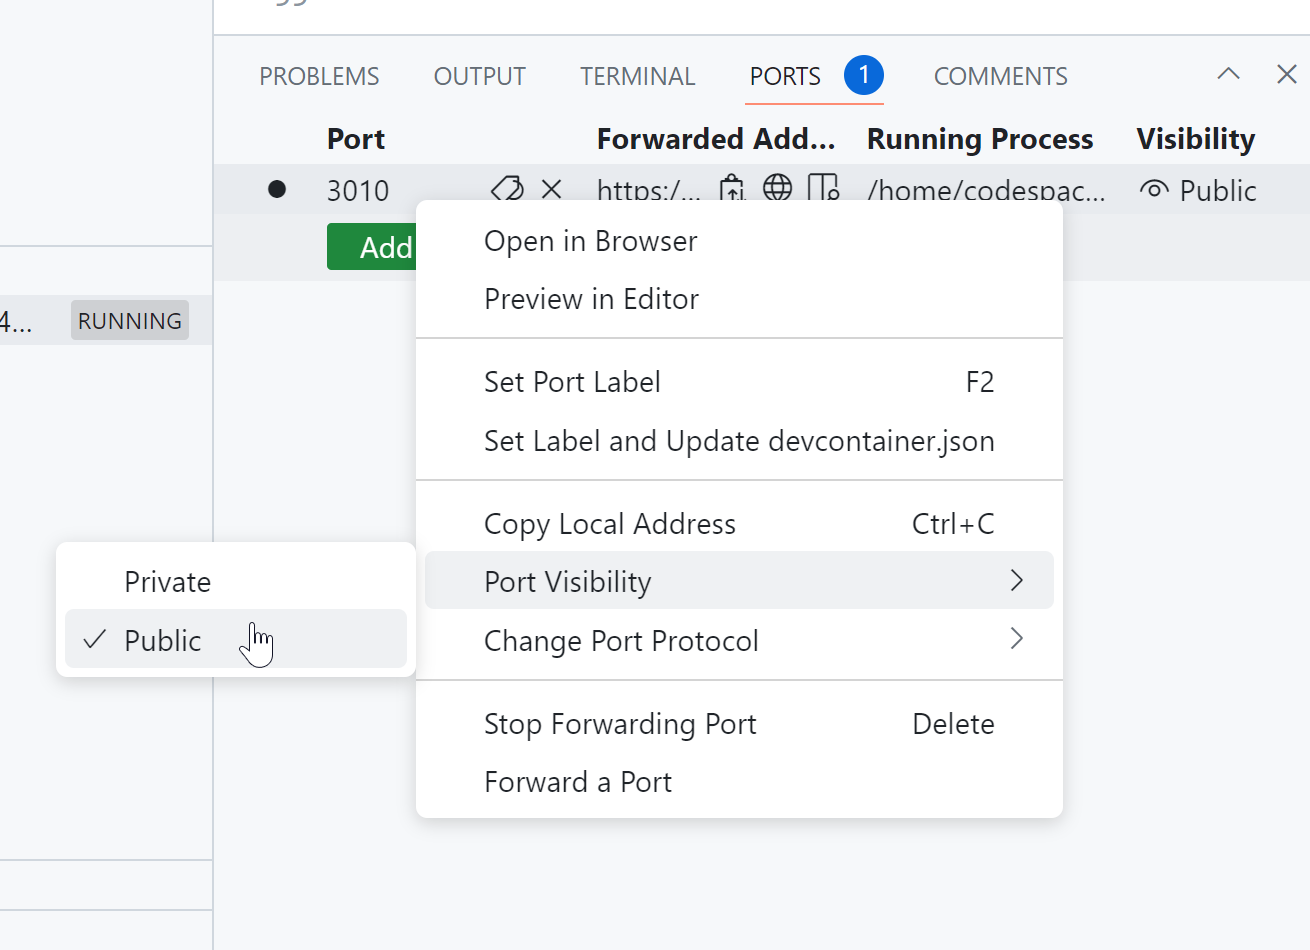 PROBLEMS OUTPUT TERMINAL PORTS 1 COMMENTS
Port Forwarded Add... Running Process Visibility
3010 https:/... /home/codespac... Public
Add
Open in Browser
Preview in Editor
4... RUNNING
Set Port Label F2
Set Label and Update devcontainer.json
Copy Local Address Ctrl+C
Port Visibility
Private
Public
Change Port Protocol
Stop Forwarding Port Delete
Forward a Port